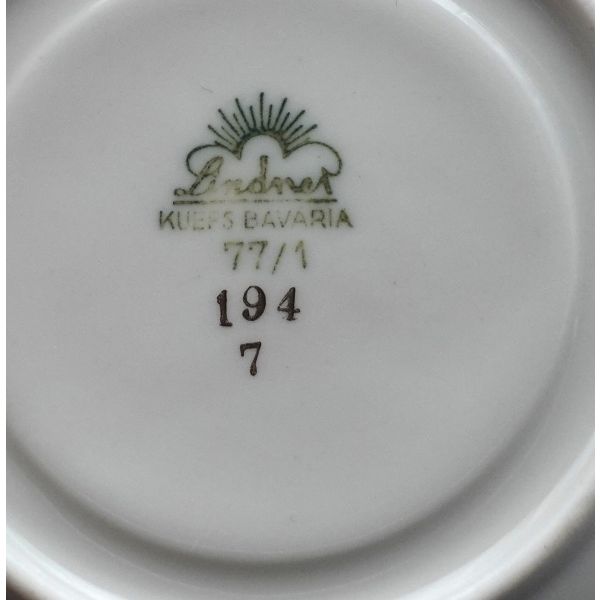 Lindner
KUEPS BAVARIA
77/1
194
7